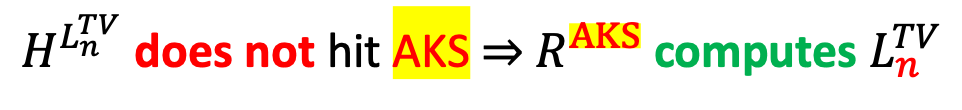 $H^{L_n^{TV}}$ does not hit AKS ⇒ $R^{AKS}$ computes $L_n^{TV}$